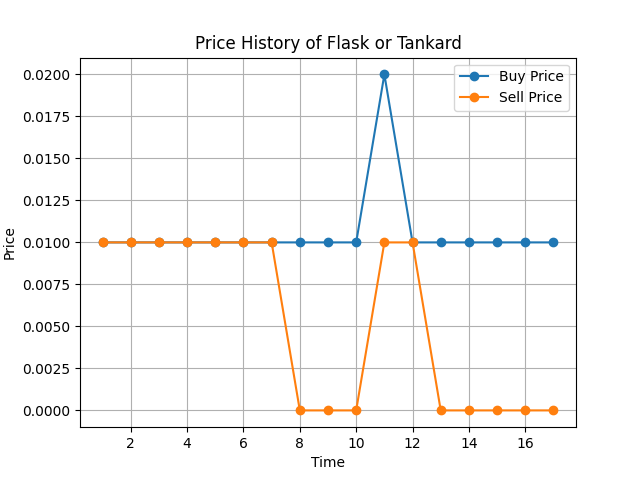 Price History of Flask or Tankard
Buy Price
Sell Price
0.0200
0.0175
0.0150
0.0125
0.0100
0.0075
0.0050
0.0025
0.0000
Price
2 4 6 8 10 12 14 16
Time